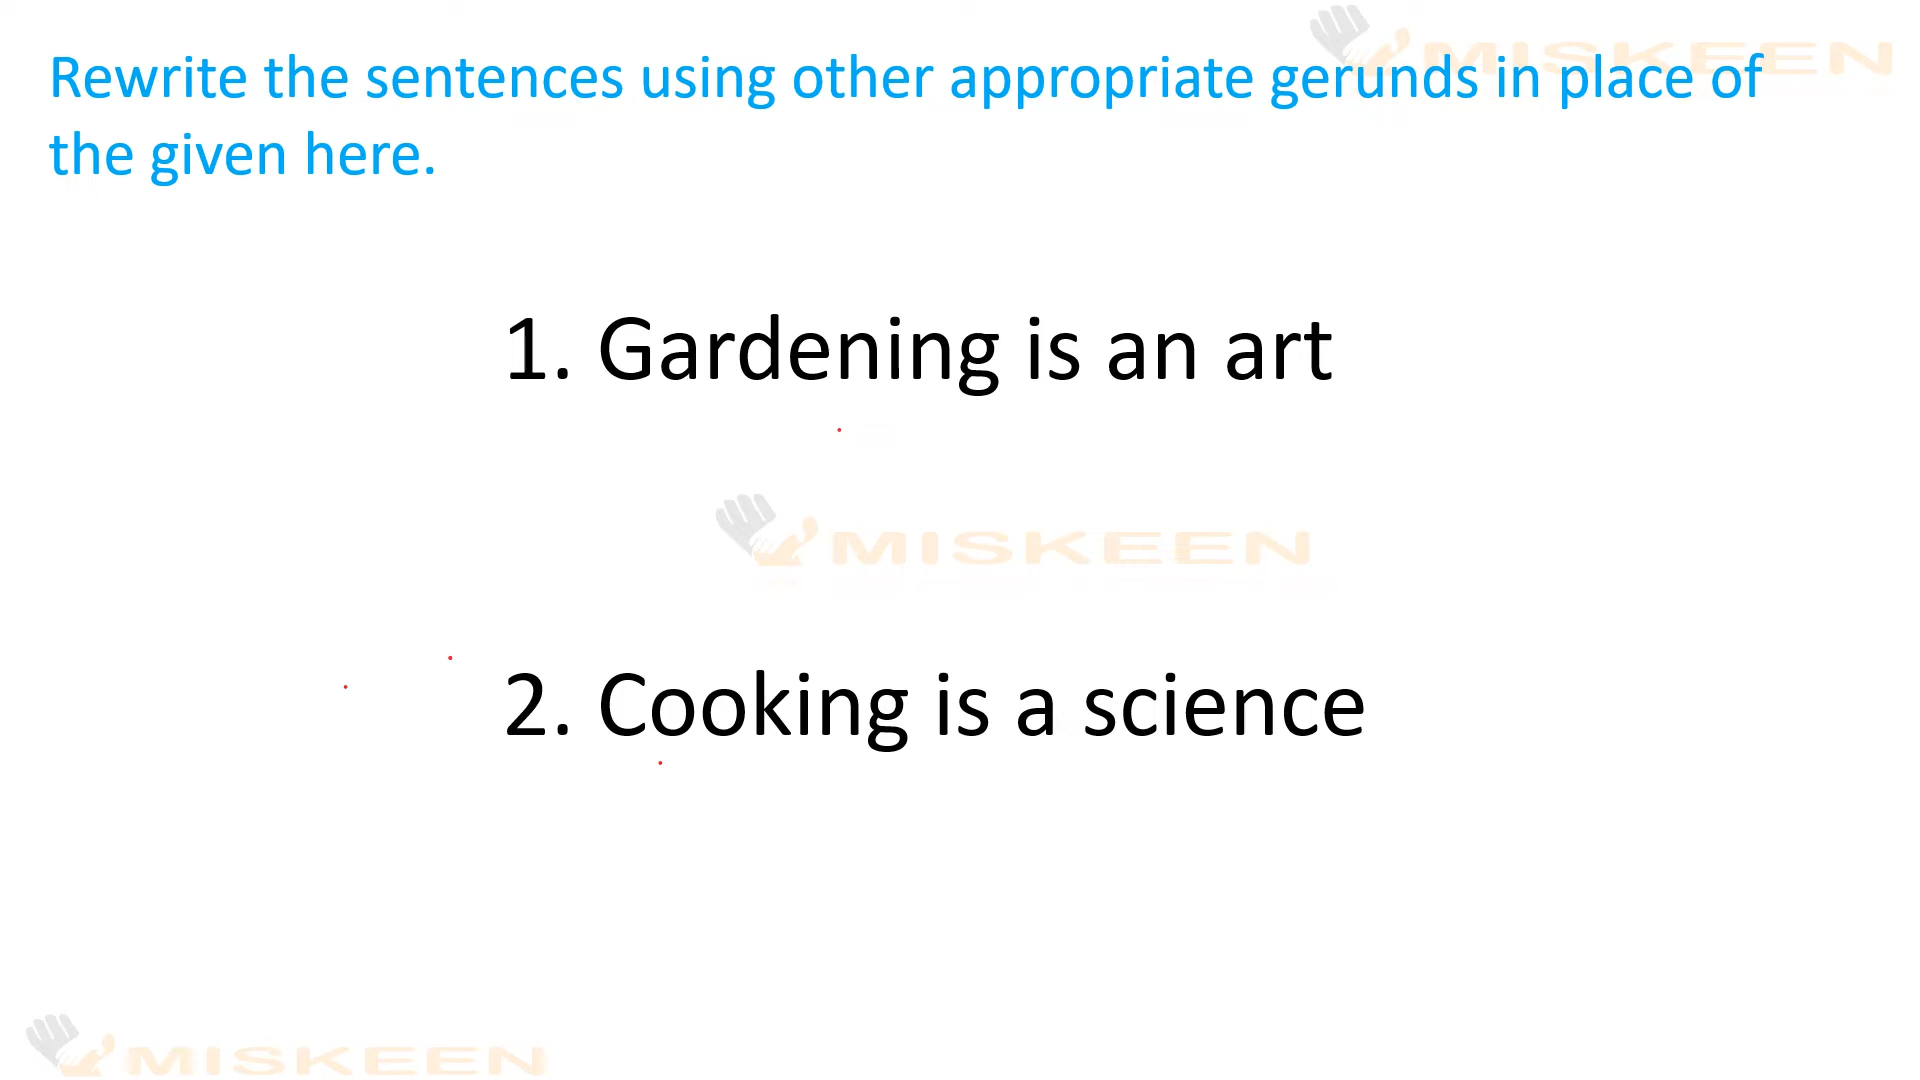 MISKEEN
Rewrite the sentences using other appropriate gerunds in place of
the given here.
1. Gardening is an art
MISKEEN
2. Cooking is a science
MISKEEN